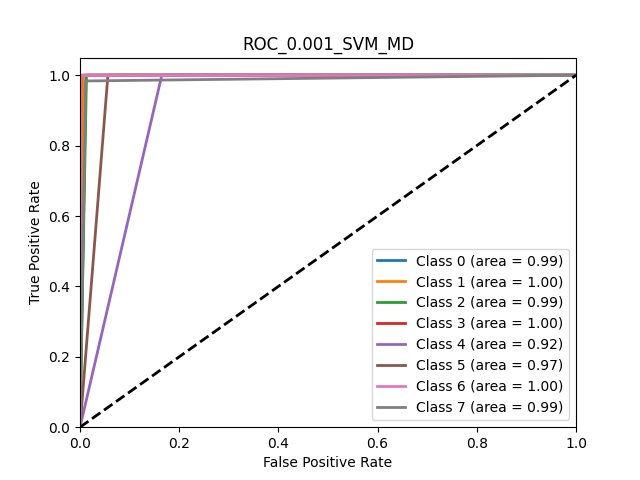 ROC_0.001_SVM_MD
True Positive Rate
1.0
0.8
0.6
0.4
0.2
0.0
Class 0 (area = 0.99)
Class 1 (area = 1.00)
Class 2 (area = 0.99)
Class 3 (area = 1.00)
Class 4 (area = 0.92)
Class 5 (area = 0.97)
Class 6 (area = 1.00)
Class 7 (area = 0.99)
0.0 0.2 0.4 0.6 0.8 1.0
False Positive Rate